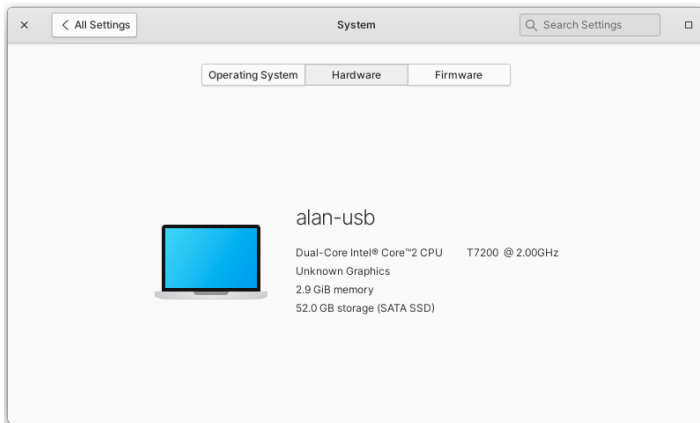 All Settings
System
Search Settings
Operating System
Hardware
Firmware
alan-usb
Dual-Core Intel® Core™2 CPU T7200 @ 2.00GHz
Unknown Graphics
2.9 GiB memory
52.0 GB storage (SATA SSD)